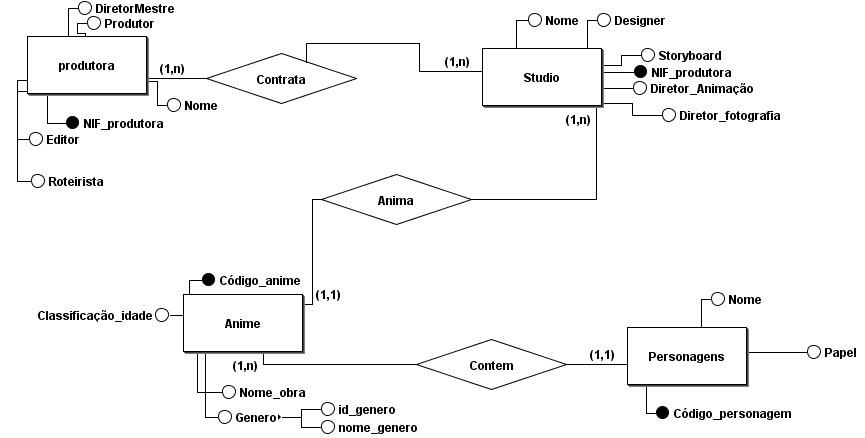 DiretorMestre
Produtor
produtora
(1,n)
Contrata
(1,n)
Nome
NIF_produtora
Editor
Roteirista
Nome
Designer
Studio
Storyboard
NIF_produtora
Diretor_Animação
Diretor_fotografia
(1,n)
Anima
(1,1)
Código_anime
Classificação_idade
Anime
(1,n)
Contem
(1,1)
Nome_obra
Genero
id_genero
nome_genero
Nome
Personagens
Papel
Código_personagem